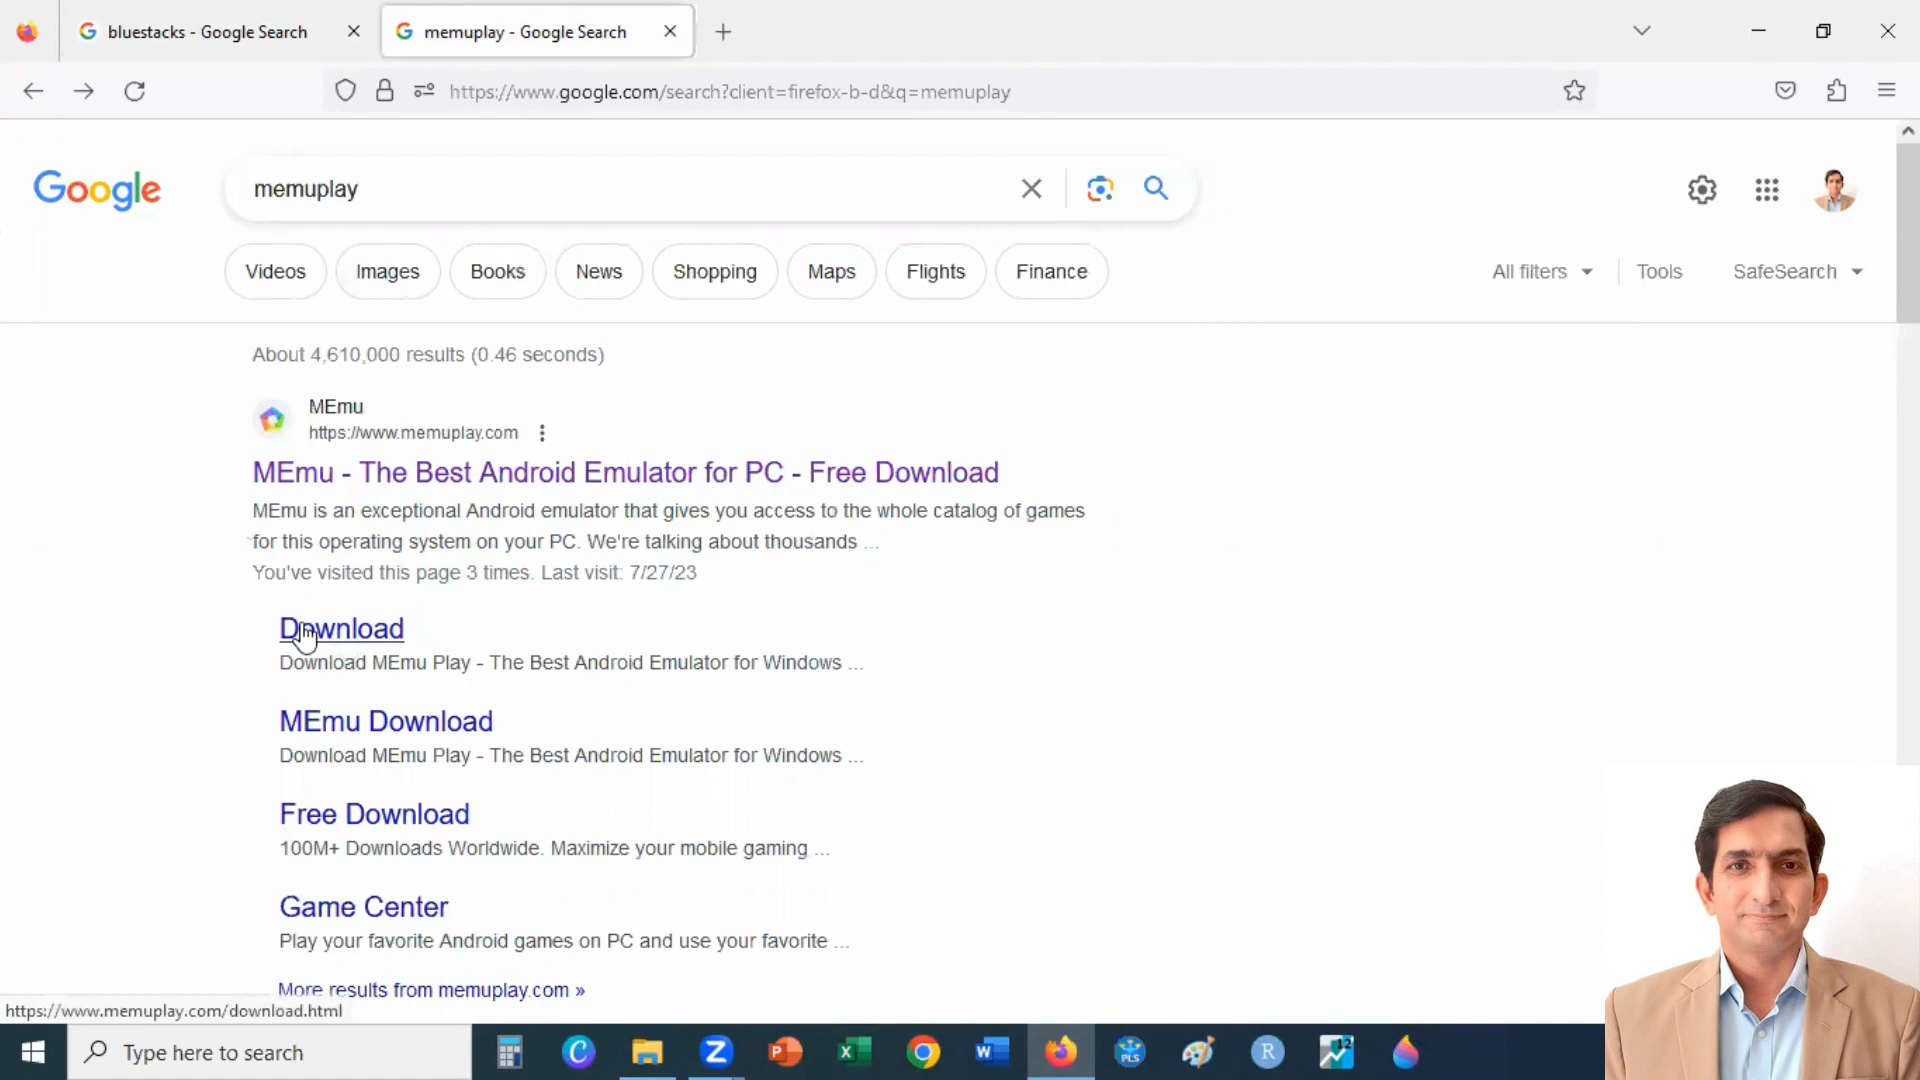 bluestacks - Google Search
memuplay - Google Search
https://www.google.com/search?client=firefox-b-d&q=memuplay
Google
memuplay
Videos
Images
Books
News
Shopping
Maps
Flights
Finance
All filters
Tools
SafeSearch
About 4,610,000 results (0.46 seconds)
MEmu
https://www.memuplay.com
MEmu - The Best Android Emulator for PC - Free Download
MEmu is an exceptional Android emulator that gives you access to the whole catalog of games
for this operating system on your PC. We're talking about thousands ...
You've visited this page 3 times. Last visit: 7/27/23
Download
Download MEmu Play - The Best Android Emulator for Windows ...
MEmu Download
Download MEmu Play - The Best Android Emulator for Windows ...
Free Download
100M+ Downloads Worldwide. Maximize your mobile gaming ...
Game Center
Play your favorite Android games on PC and use your favorite ...
More results from memuplay.com »
https://www.memuplay.com/download.html
Type here to search
C
Z
P
X
W
PLS
R
12